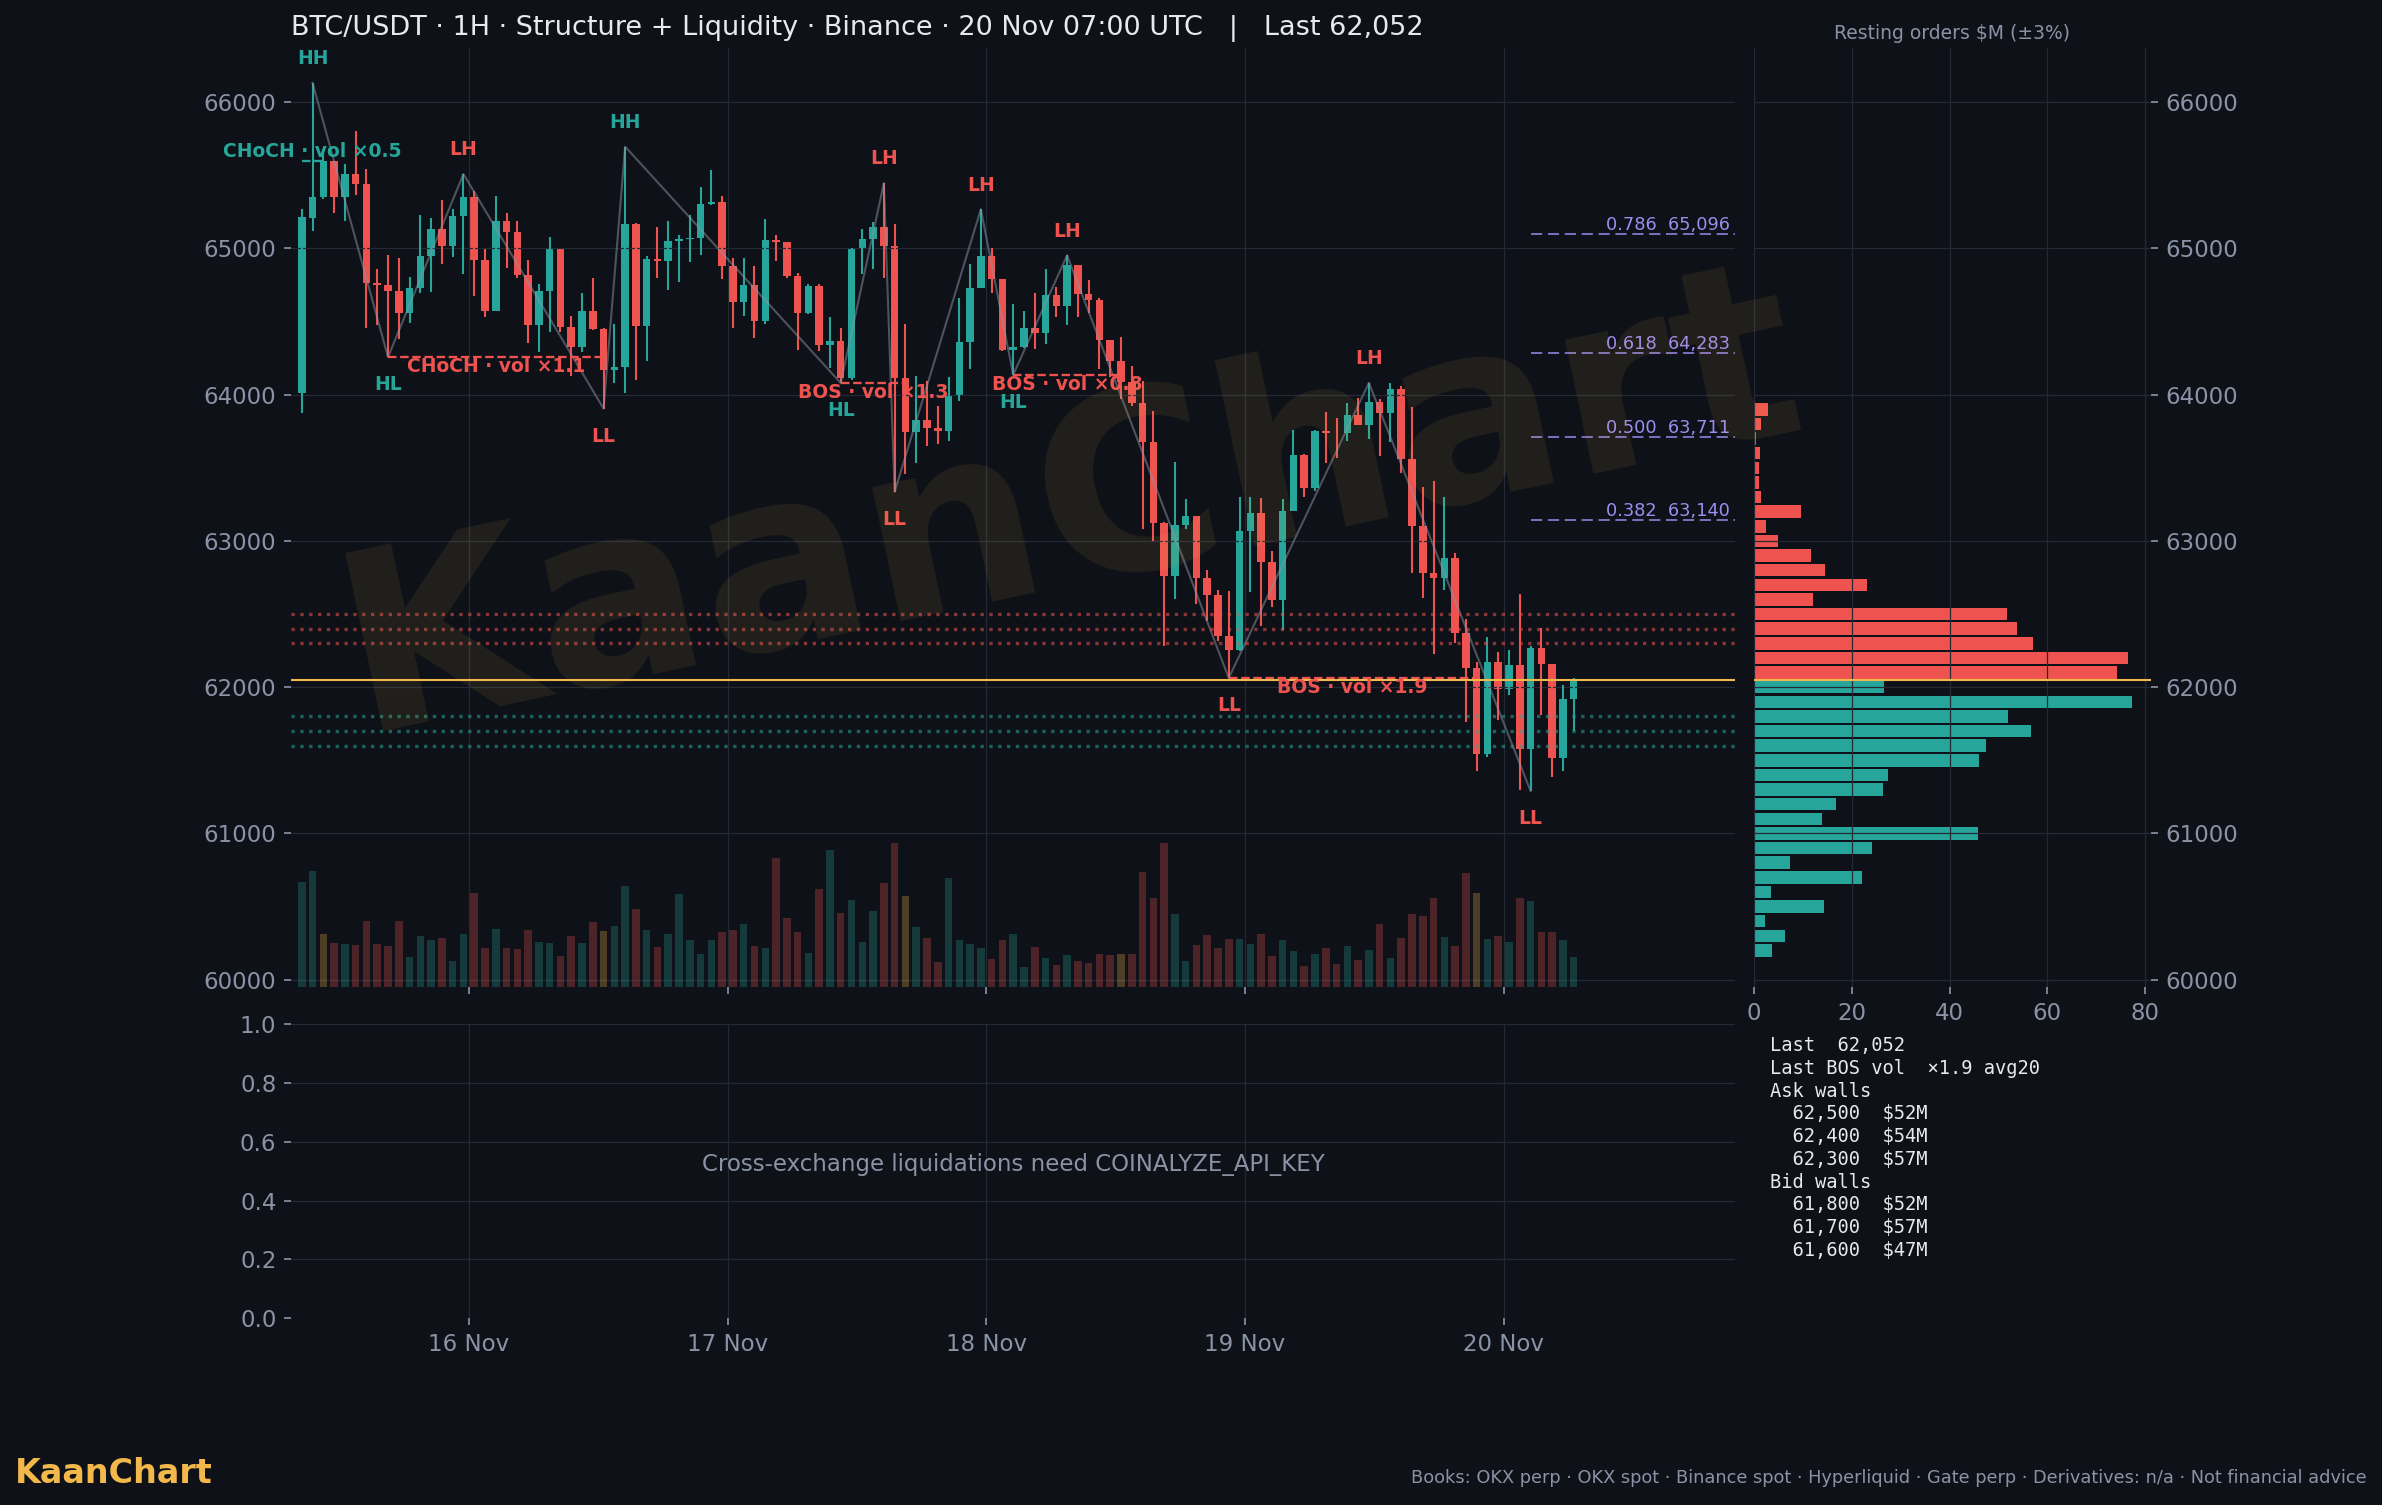 BTC/USDT · 1H · Structure + Liquidity · Binance · 20 Nov 07:00 UTC | Last 62,052
Resting orders $M (±3%)
HH
CHoCH · vol ×0.5
LH
HH
LH
LH
LH
0.786 65,096
0.618 64,283
LH
CHoCH · vol ×1.1
HL
BOS · vol ×1.3
HL
BOS · vol ×0.8
HL
LL
0.500 63,711
0.382 63,140
LL
BOS · vol ×1.9
LL
LL
KaanChart
66000
65000
64000
63000
62000
61000
60000
66000
65000
64000
63000
62000
61000
60000
0 20 40 60 80
1.0
0.8
0.6
0.4
0.2
0.0
Cross-exchange liquidations need COINALYZE_API_KEY
16 Nov 17 Nov 18 Nov 19 Nov 20 Nov
Last 62,052
Last BOS vol ×1.9 avg20
Ask walls
62,500 $52M
62,400 $54M
62,300 $57M
Bid walls
61,800 $52M
61,700 $57M
61,600 $47M
KaanChart
Books: OKX perp · OKX spot · Binance spot · Hyperliquid · Gate perp · Derivatives: n/a · Not financial advice